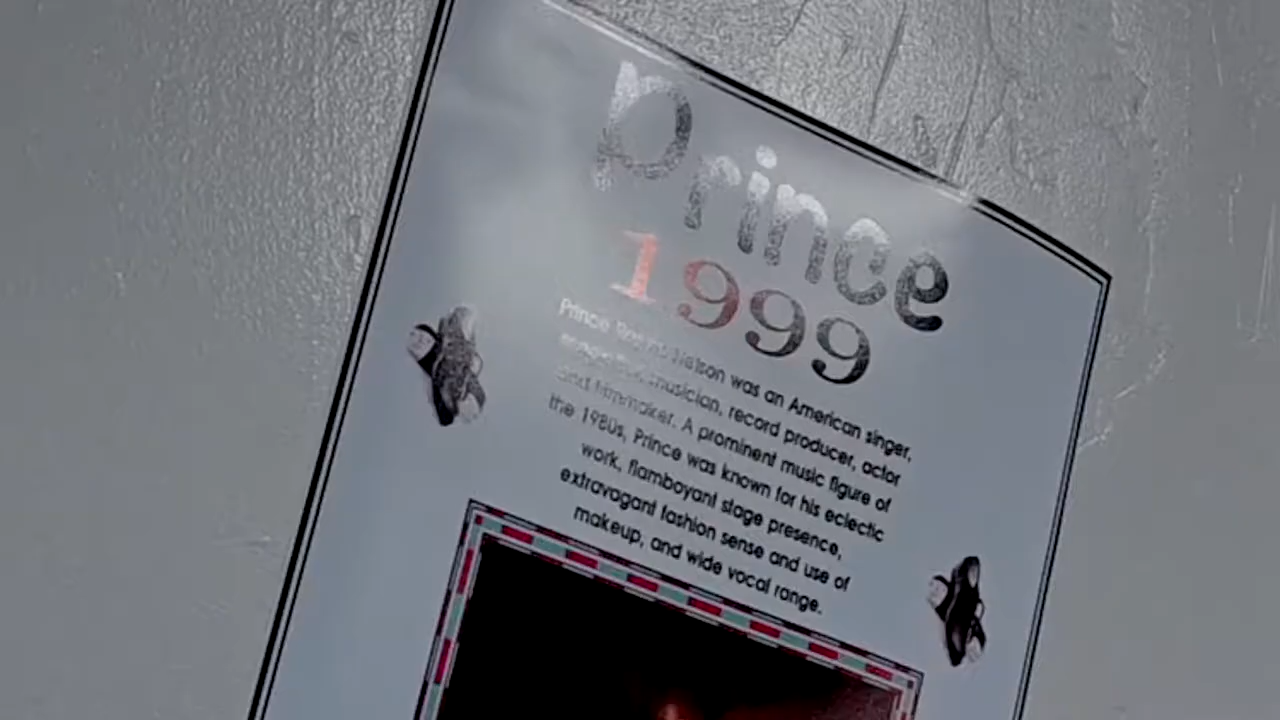 Prince
1999
Prince Rogers Nelson was an American singer,
musician, record producer, actor
and filmmaker. A prominent music figure of
the 1980s, Prince was known for his eclectic
work, flamboyant stage presence,
extravagant fashion sense and use of
makeup, and wide vocal range.